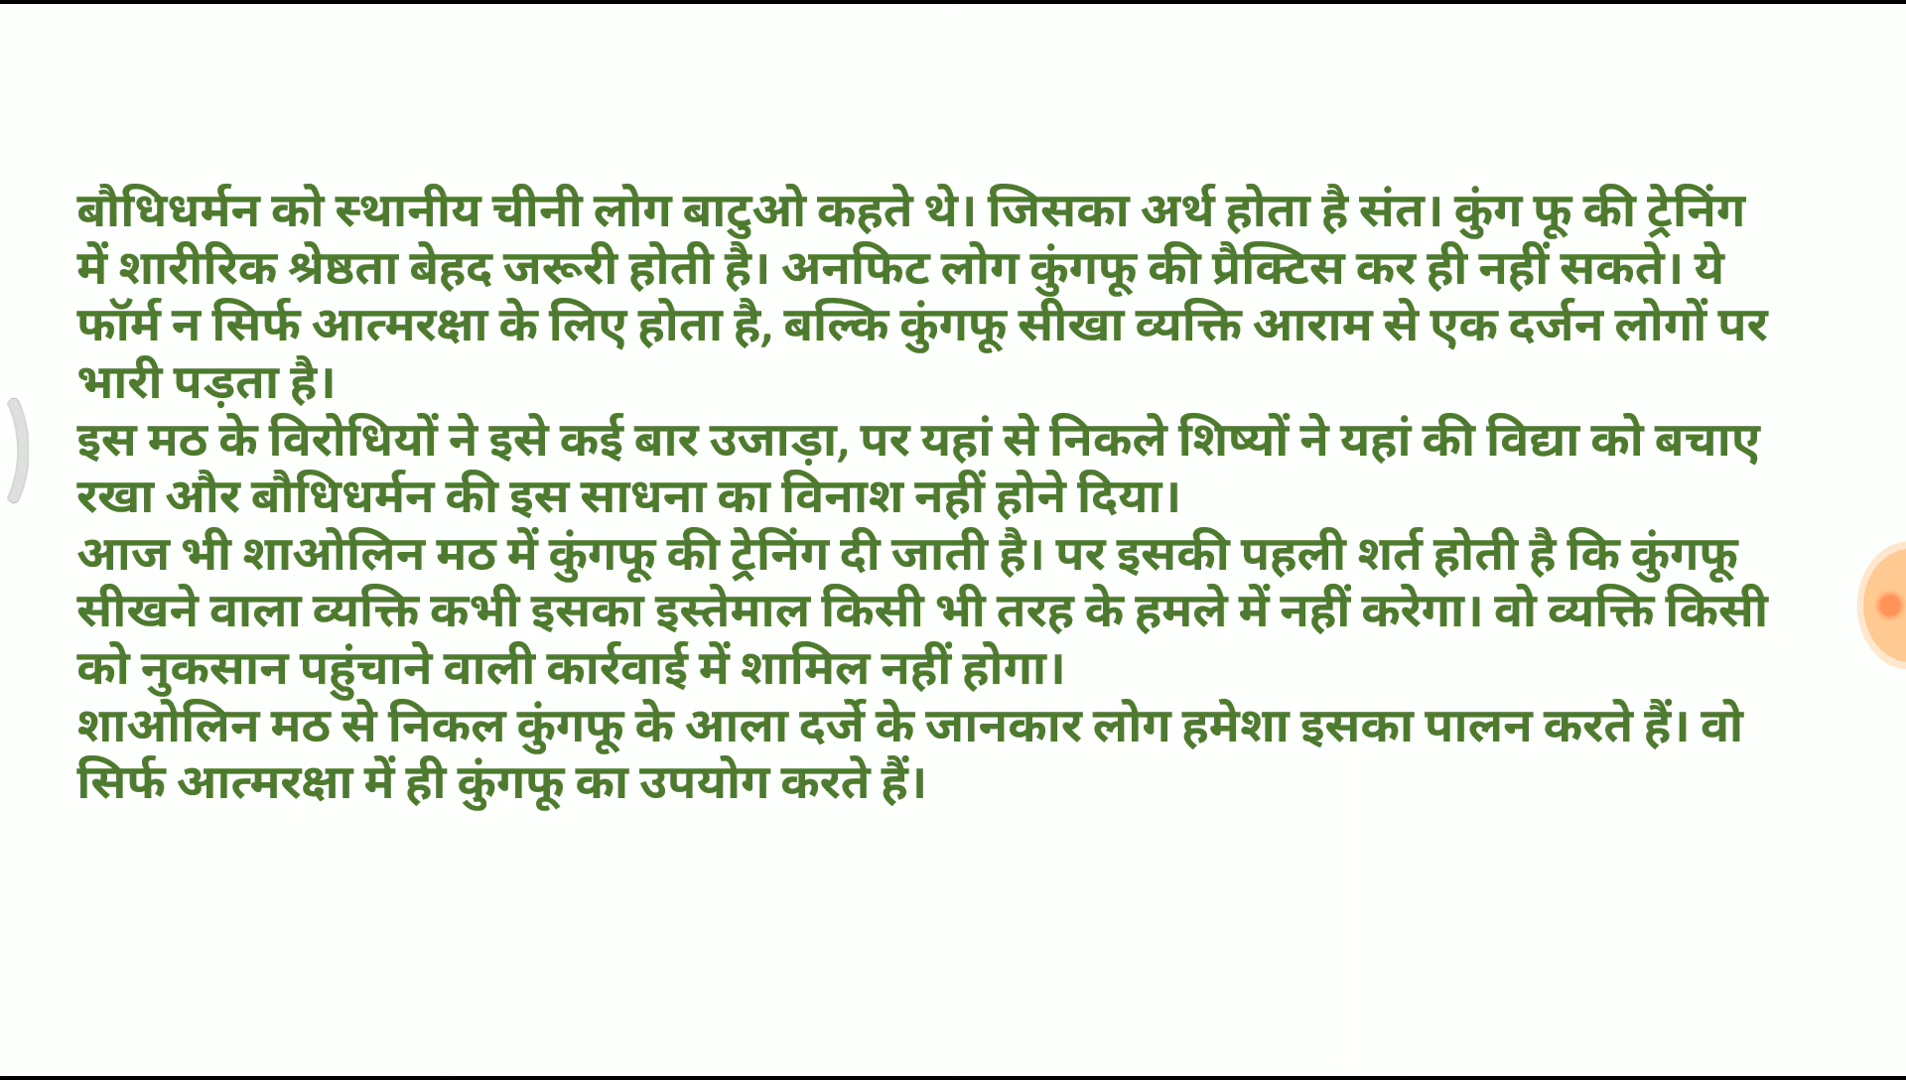 बौधिधर्मन को स्थानीय चीनी लोग बाटुओ कहते थे। जिसका अर्थ होता है संत। कुंग फू की ट्रेनिंग
में शारीरिक श्रेष्ठता बेहद जरूरी होती है। अनफिट लोग कुंगफू की प्रैक्टिस कर ही नहीं सकते। ये
फॉर्म न सिर्फ आत्मरक्षा के लिए होता है, बल्कि कुंगफू सीखा व्यक्ति आराम से एक दर्जन लोगों पर
भारी पड़ता है।
इस मठ के विरोधियों ने इसे कई बार उजाड़ा, पर यहां से निकले शिष्यों ने यहां की विद्या को बचाए
रखा और बौधिधर्मन की इस साधना का विनाश नहीं होने दिया।
आज भी शाओलिन मठ में कुंगफू की ट्रेनिंग दी जाती है। पर इसकी पहली शर्त होती है कि कुंगफू
सीखने वाला व्यक्ति कभी इसका इस्तेमाल किसी भी तरह के हमले में नहीं करेगा। वो व्यक्ति किसी
को नुकसान पहुंचाने वाली कार्रवाई में शामिल नहीं होगा।
शाओलिन मठ से निकल कुंगफू के आला दर्जे के जानकार लोग हमेशा इसका पालन करते हैं। वो
सिर्फ आत्मरक्षा में ही कुंगफू का उपयोग करते हैं।